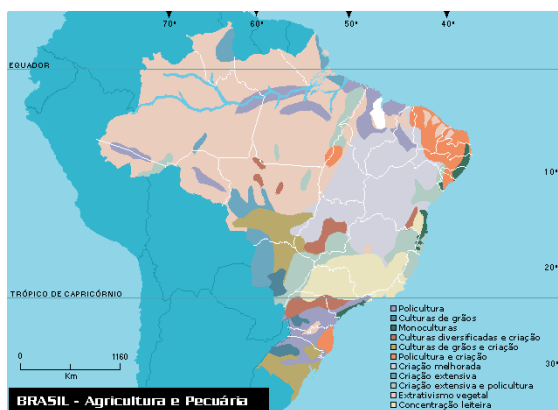 70° 60° 50° 40°
EQUADOR
10°
20°
TRÓPICO DE CAPRICÓRNIO
Policultura
Culturas de grãos
Monoculturas
Culturas diversificadas e criação
Culturas de grãos e criação
Policultura e criação
Criação melhorada
Criação extensiva
Criação extensiva e policultura
Extrativismo vegetal
Concentração leiteira
30°
0 1160
Km
BRASIL - Agricultura e Pecuária